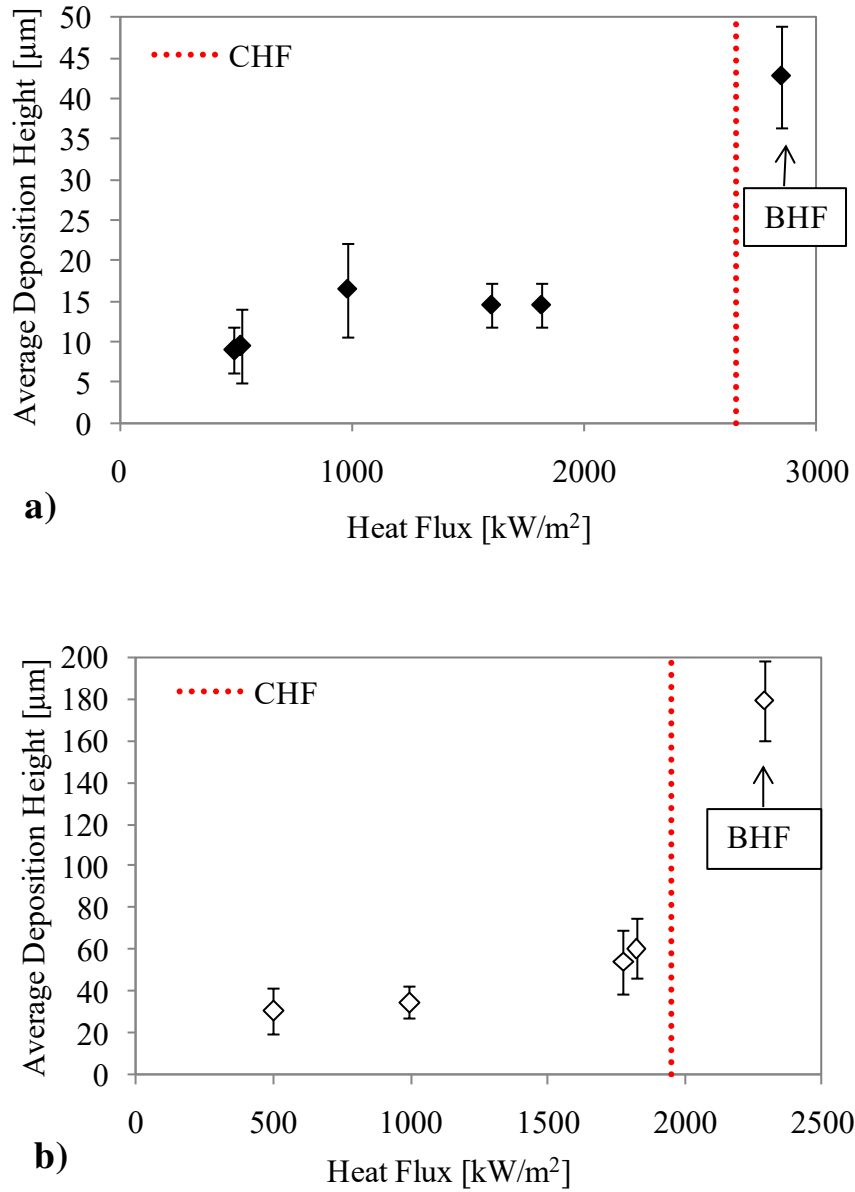 50
45
40
35
30
25
20
15
10
5
0
Average Deposition Height [µm]
CHF
BHF
0 1000 2000 3000
a)
Heat Flux [kW/m²]
200
180
160
140
120
100
80
60
40
20
0
Average Deposition Height [µm]
CHF
BHF
0 500 1000 1500 2000 2500
b)
Heat Flux [kW/m²]